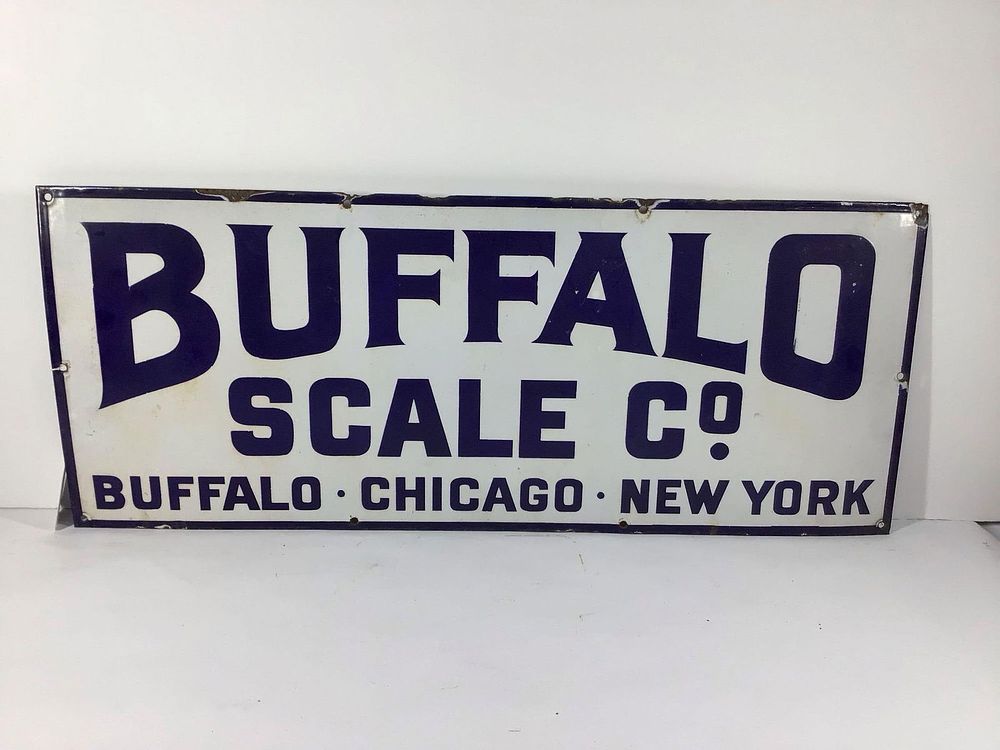 BUFFALO
SCALE Cº.
BUFFALO · CHICAGO · NEW YORK